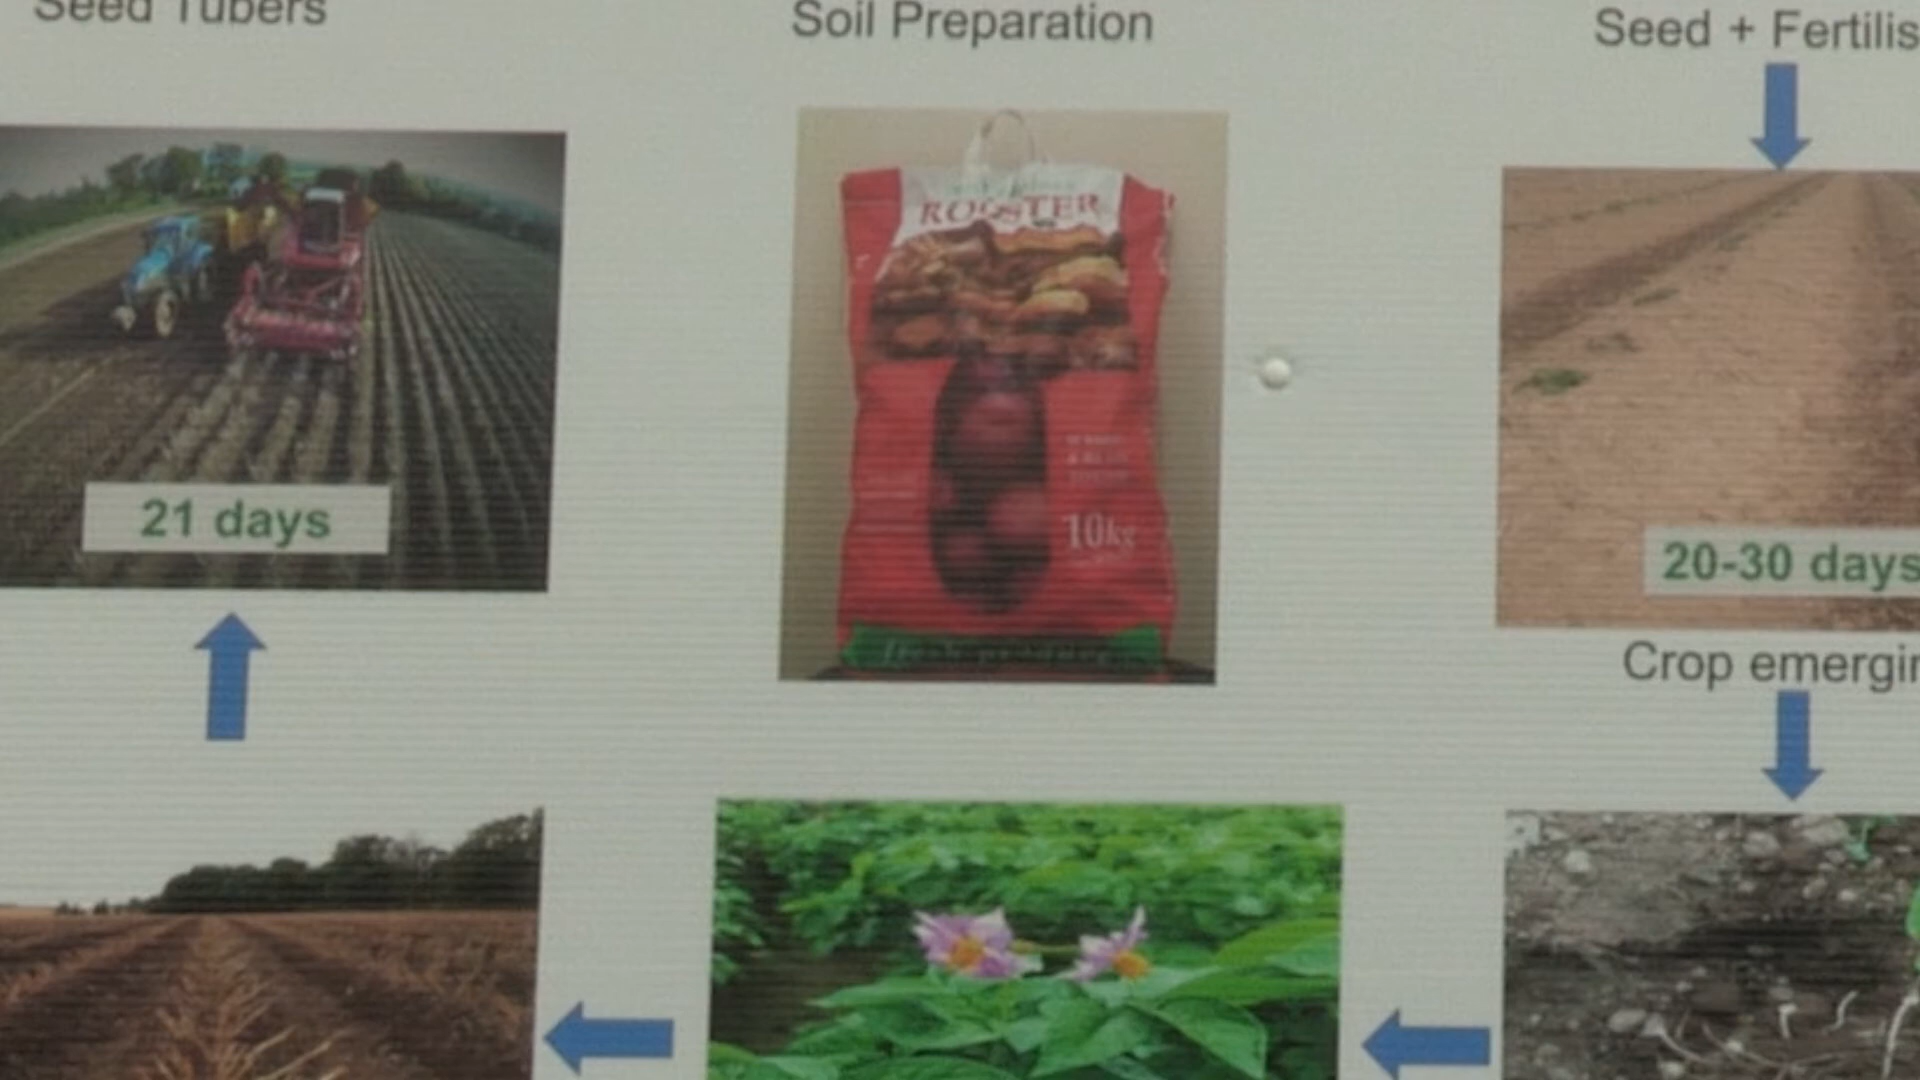 Seed Tubers
Soil Preparation
Seed + Fertilis
ROOSTER
21 days
10kg
20-30 days
Crop emergin